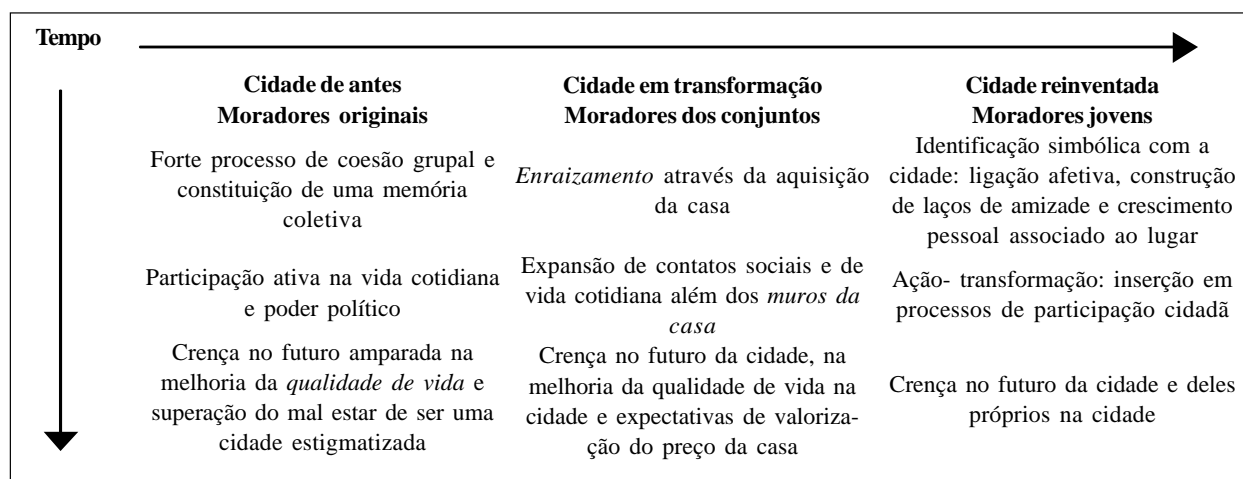 Tempo
Cidade de antes
Moradores originais
Forte processo de coesão grupal e
constituição de uma memória
coletiva
Participação ativa na vida cotidiana
e poder político
Crença no futuro amparada na
melhoria da qualidade de vida e
superação do mal estar de ser uma
cidade estigmatizada
Cidade em transformação
Moradores dos conjuntos
Enraizamento através da aquisição
da casa
Expansão de contatos sociais e de
vida cotidiana além dos muros da
casa
Crença no futuro da cidade, na
melhoria da qualidade de vida na
cidade e expectativas de valoriza-
ção do preço da casa
Cidade reinventada
Moradores jovens
Identificação simbólica com a
cidade: ligação afetiva, construção
de laços de amizade e crescimento
pessoal associado ao lugar
Ação- transformação: inserção em
processos de participação cidadã
Crença no futuro da cidade e deles
próprios na cidade